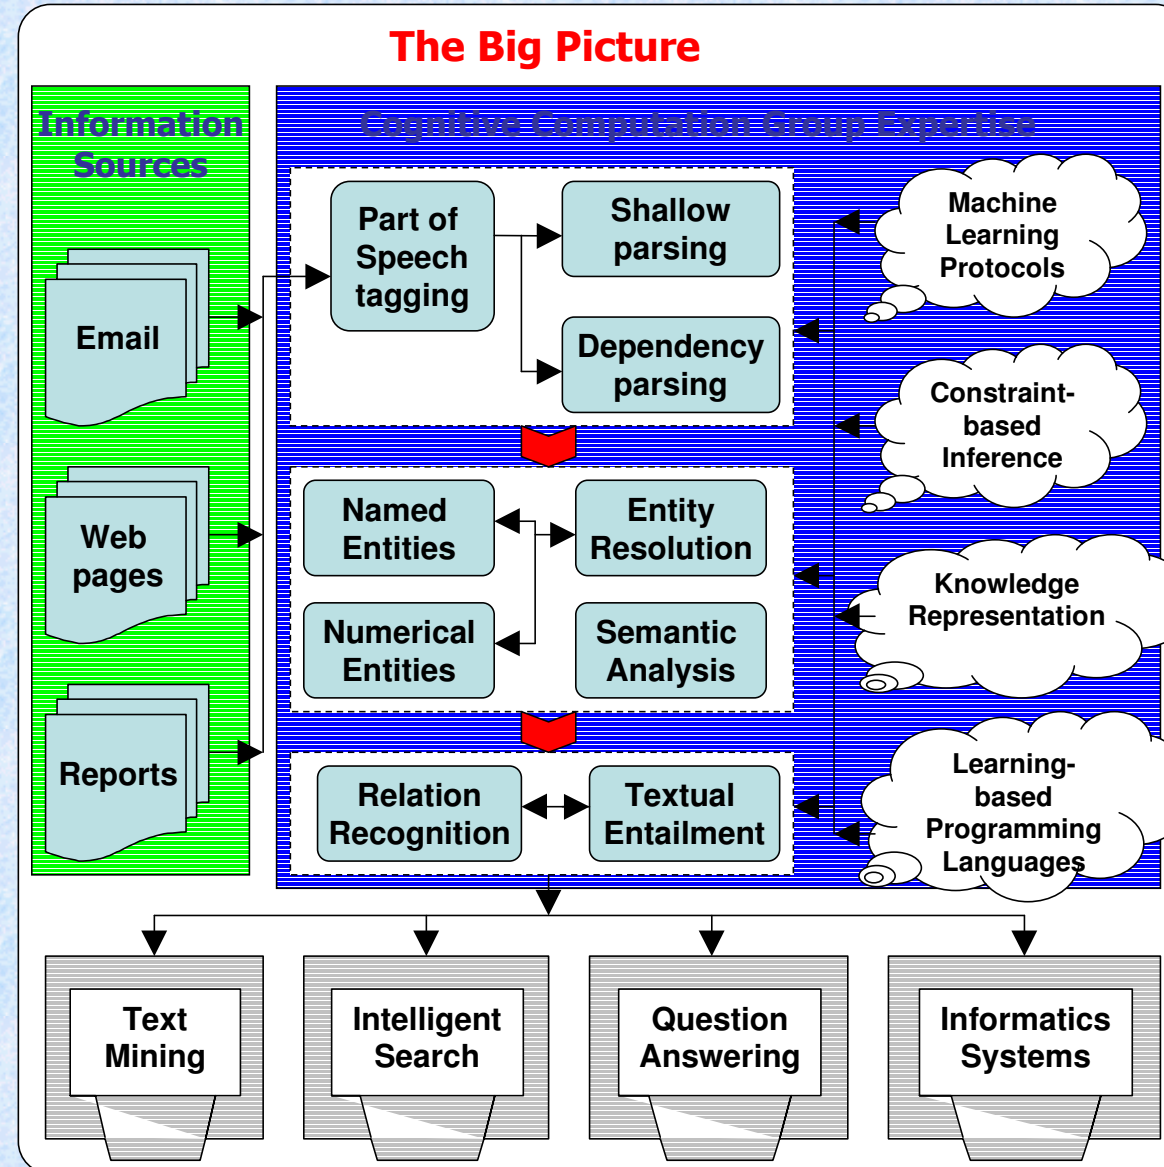 The Big Picture
Information
Sources
Cognitive Computation Group Expertise
Part of
Speech
tagging
Shallow
parsing
Dependency
parsing
Machine
Learning
Protocols
Email
Constraint-
based
Inference
Named
Entities
Entity
Resolution
Web
pages
Numerical
Entities
Semantic
Analysis
Knowledge
Representation
Reports
Relation
Recognition
Textual
Entailment
Learning-
based
Programming
Languages
Text
Mining
Intelligent
Search
Question
Answering
Informatics
Systems